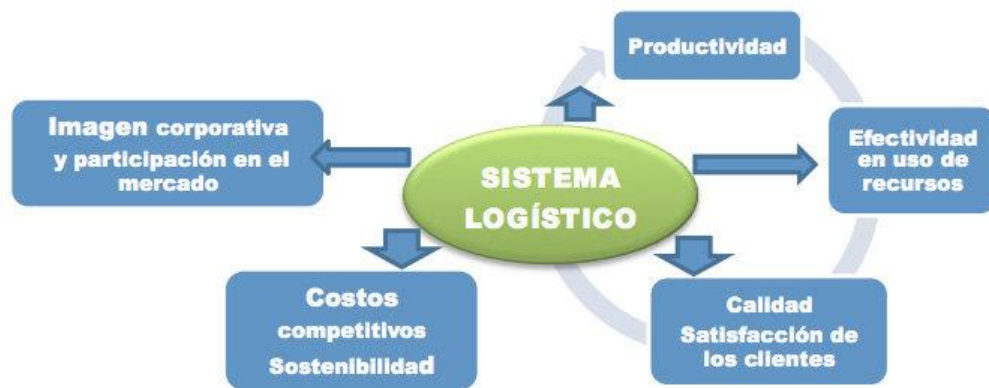 Productividad
Imagen corporativa
y participación en el
mercado
SISTEMA
LOGÍSTICO
Efectividad
en uso de
recursos
Costos
competitivos
Sostenibilidad
Calidad
Satisfacción de
los clientes